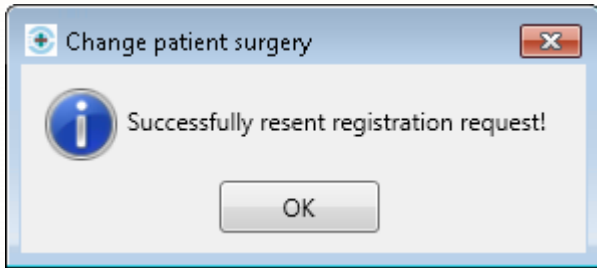 Change patient surgery
Successfully resent registration request!
OK